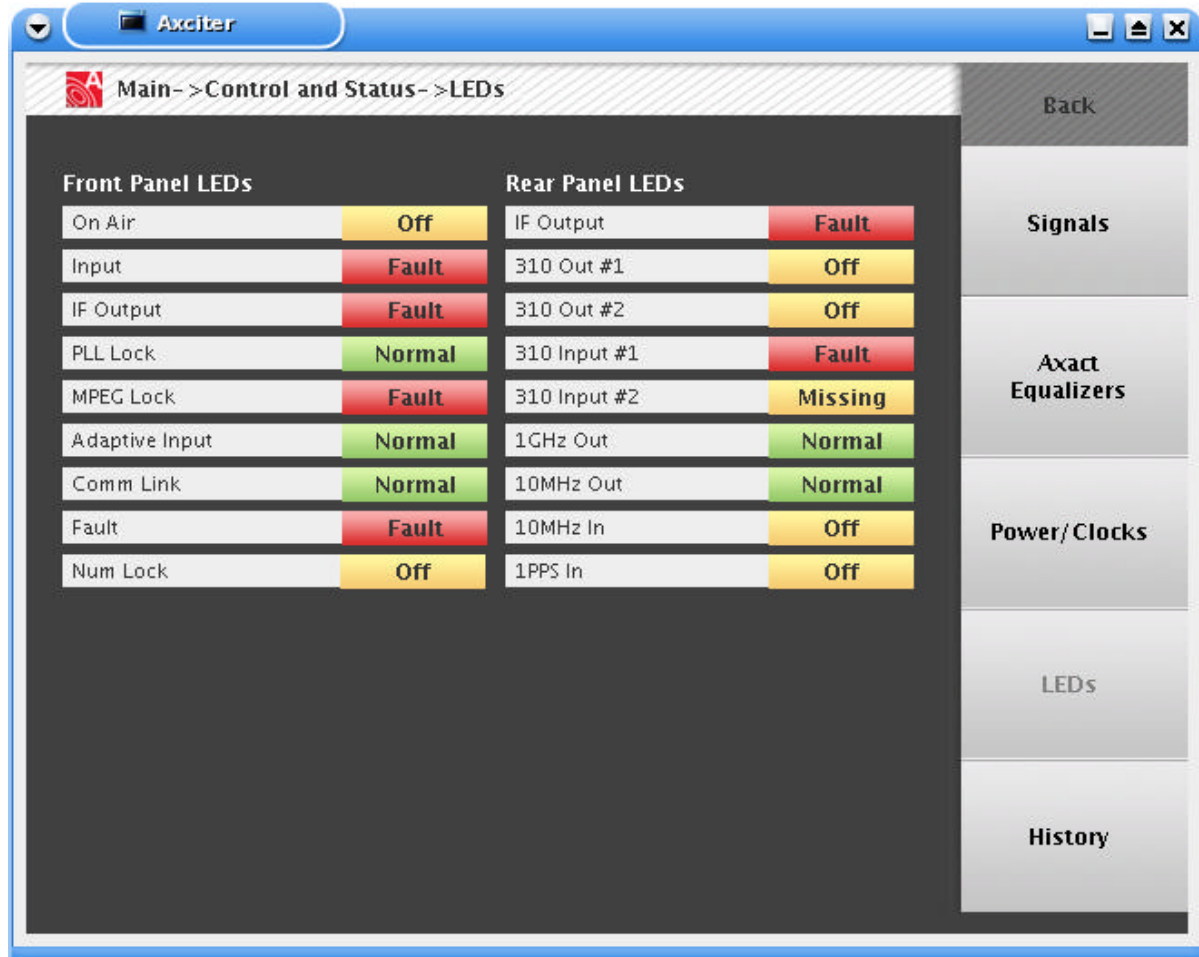 Axciter
Main->Control and Status->LEDs
Back
Front Panel LEDs
On Air Off
Input Fault
IF Output Fault
PLL Lock Normal
MPEG Lock Fault
Adaptive Input Normal
Comm Link Normal
Fault Fault
Num Lock Off
Rear Panel LEDs
IF Output Fault
310 Out #1 Off
310 Out #2 Off
310 Input #1 Fault
310 Input #2 Missing
1GHz Out Normal
10MHz Out Normal
10MHz In Off
1PPS In Off
Signals
Axact
Equalizers
Power/Clocks
LEDs
History